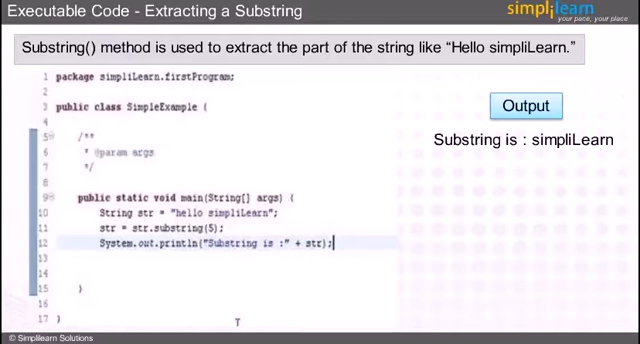 Executable Code - Extracting a Substring
simplilearn
your pace, your place
Substring() method is used to extract the part of the string like “Hello simpliLearn.”
1 package simpliLearn.firstProgram;
2
3 public class SimpleExample {
4
5 /**
6 * @param args
7 */
8
9 public static void main(String[] args) {
10 String str = "hello simpliLearn";
11 str = str.substring(5);
12 System.out.println("Substring is :" + str);
13
14
15 }
16
17 }
Output
Substring is : simpliLearn
© Simplilearn Solutions